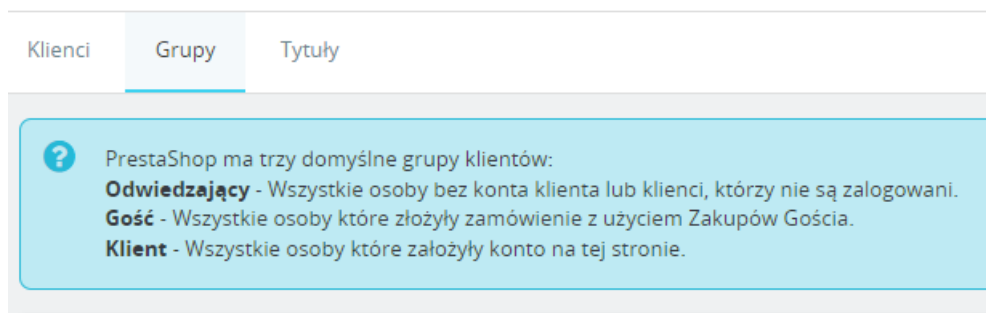 Klienci Grupy Tytuły
PrestaShop ma trzy domyślne grupy klientów:
Odwiedzający - Wszystkie osoby bez konta klienta lub klienci, którzy nie są zalogowani.
Gość - Wszystkie osoby które złożyły zamówienie z użyciem Zakupów Gościa.
Klient - Wszystkie osoby które założyły konto na tej stronie.